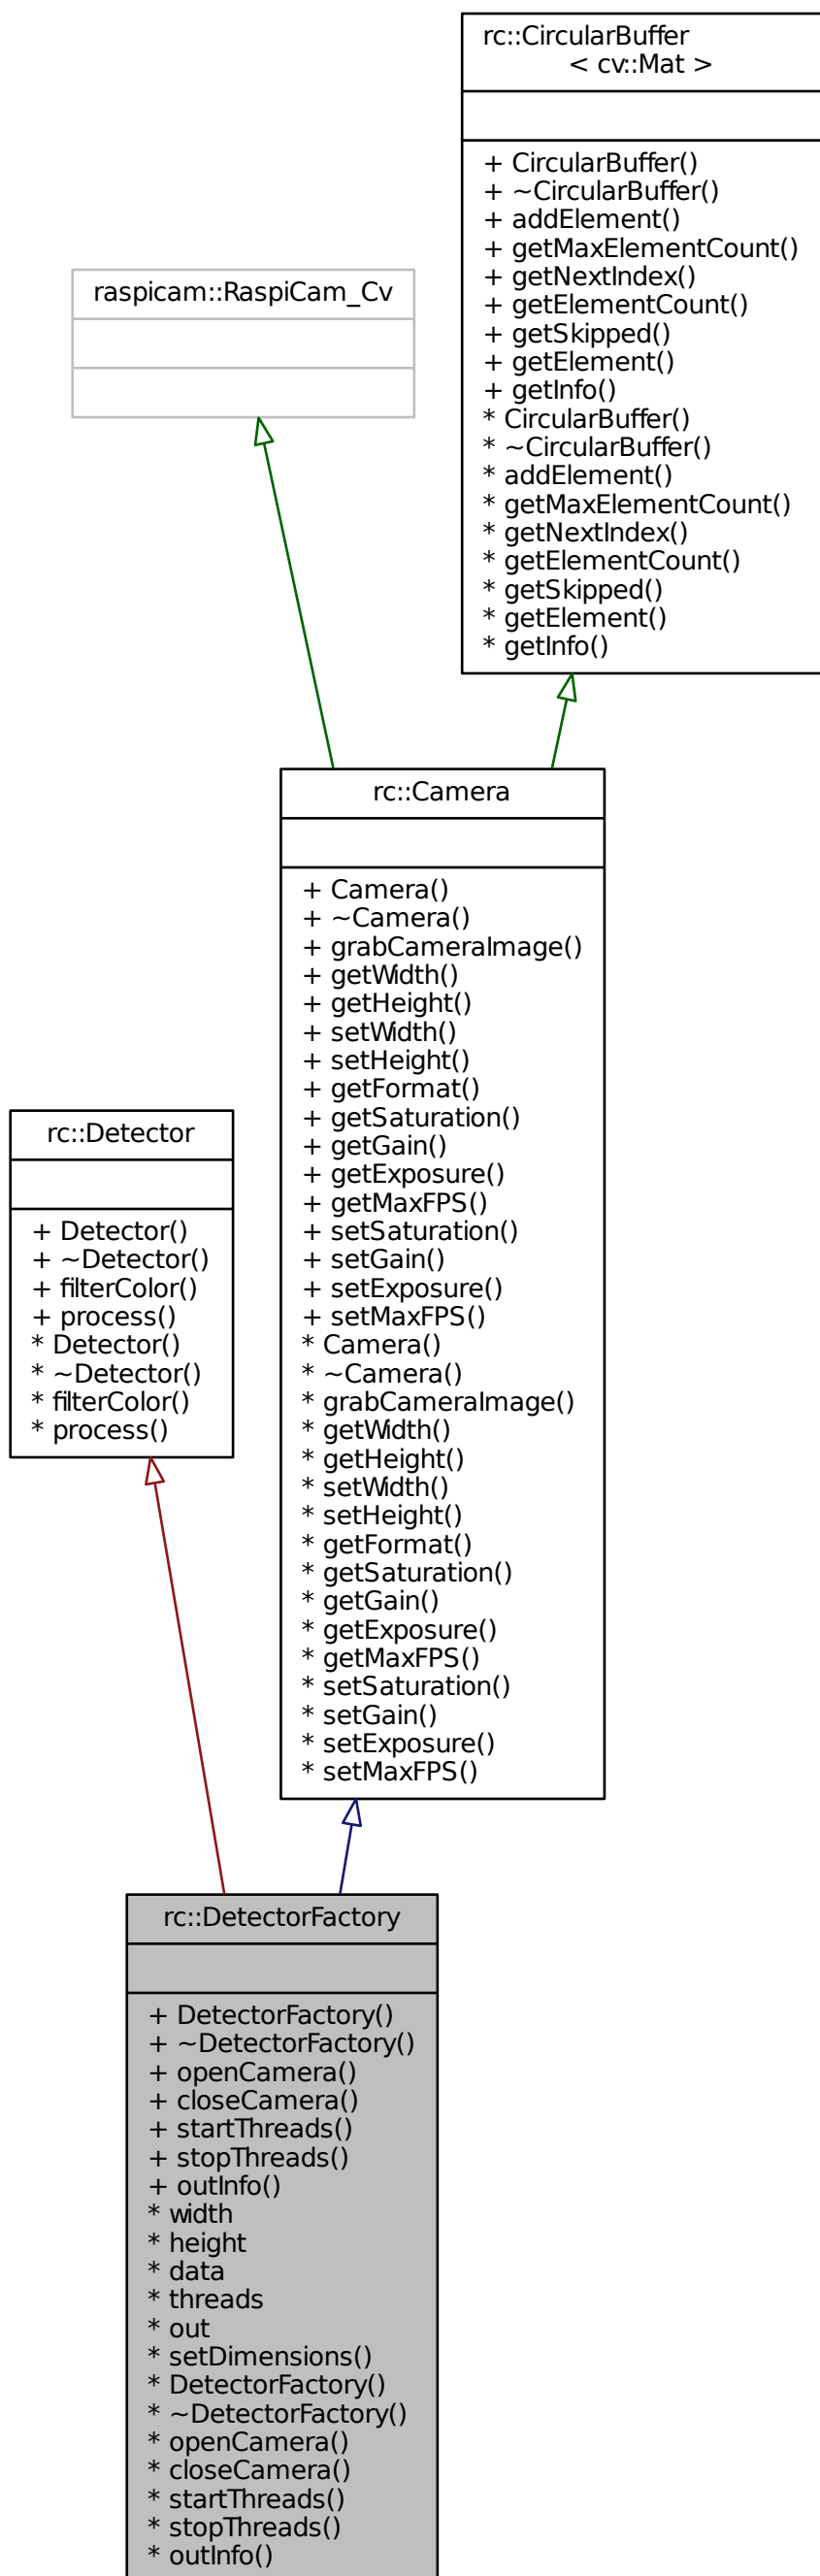 rc::CircularBuffer
< cv::Mat >
+ CircularBuffer()
+ ~CircularBuffer()
+ addElement()
+ getMaxElementCount()
+ getNextIndex()
+ getElementCount()
+ getSkipped()
+ getElement()
+ getInfo()
* CircularBuffer()
* ~CircularBuffer()
* addElement()
* getMaxElementCount()
* getNextIndex()
* getElementCount()
* getSkipped()
* getElement()
* getInfo()
raspicam::RaspiCam_Cv
rc::Camera
+ Camera()
+ ~Camera()
+ grabCameraImage()
+ getWidth()
+ getHeight()
+ setWidth()
+ setHeight()
+ getFormat()
+ getSaturation()
+ getGain()
+ getExposure()
+ getMaxFPS()
+ setSaturation()
+ setGain()
+ setExposure()
+ setMaxFPS()
* Camera()
* ~Camera()
* grabCameraImage()
* getWidth()
* getHeight()
* setWidth()
* setHeight()
* getFormat()
* getSaturation()
* getGain()
* getExposure()
* getMaxFPS()
* setSaturation()
* setGain()
* setExposure()
* setMaxFPS()
rc::Detector
+ Detector()
+ ~Detector()
+ filterColor()
+ process()
* Detector()
* ~Detector()
* filterColor()
* process()
rc::DetectorFactory
+ DetectorFactory()
+ ~DetectorFactory()
+ openCamera()
+ closeCamera()
+ startThreads()
+ stopThreads()
+ outInfo()
* width
* height
* data
* threads
* out
* setDimensions()
* DetectorFactory()
* ~DetectorFactory()
* openCamera()
* closeCamera()
* startThreads()
* stopThreads()
* outInfo()